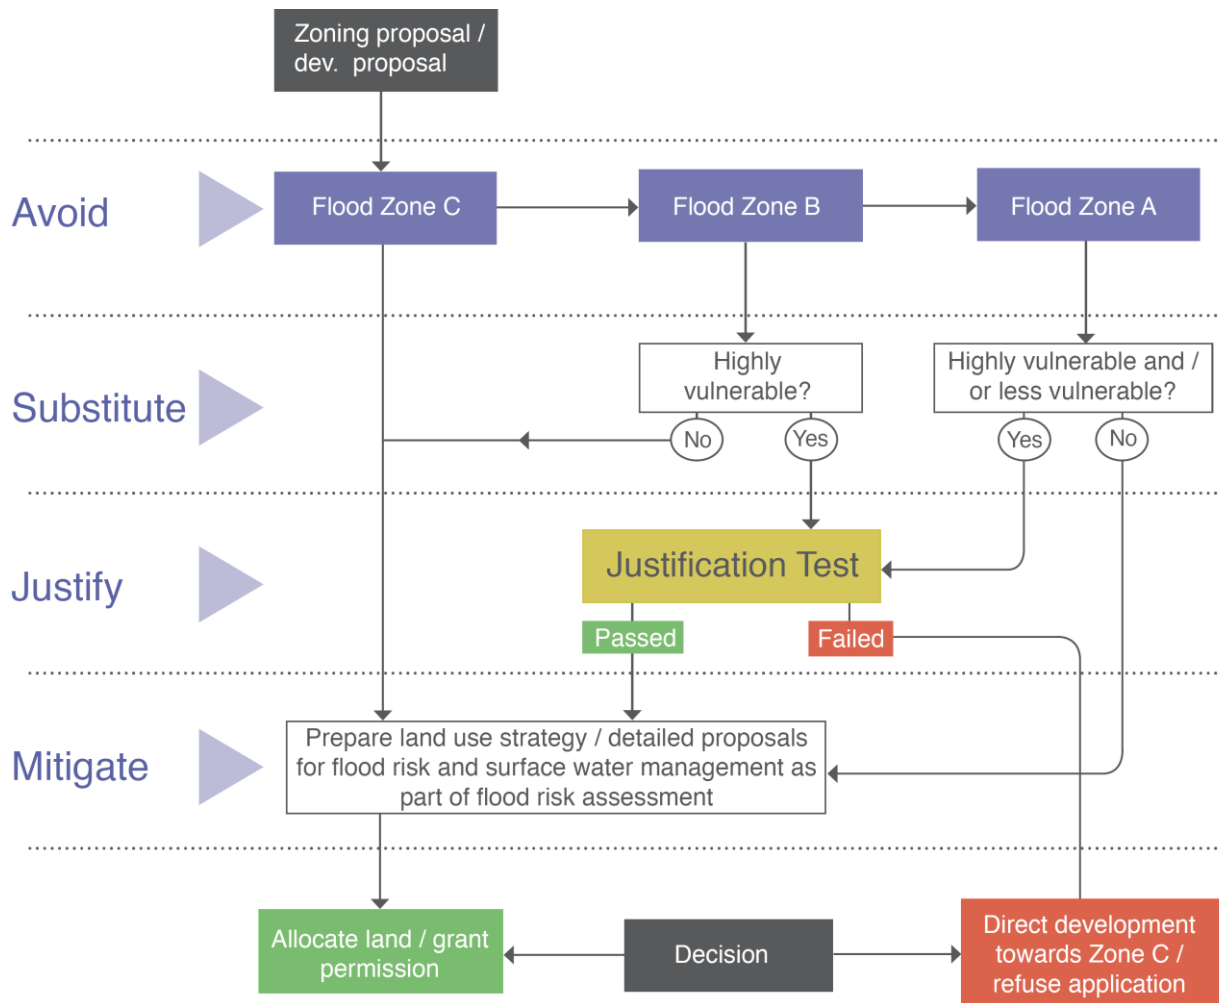 Zoning proposal /
dev. proposal
Avoid
Flood Zone C
Flood Zone B
Flood Zone A
Substitute
Highly
vulnerable?
No
Yes
Highly vulnerable and /
or less vulnerable?
Yes
No
Justify
Justification Test
Passed
Failed
Mitigate
Prepare land use strategy / detailed proposals
for flood risk and surface water management as
part of flood risk assessment
Allocate land / grant
permission
Decision
Direct development
towards Zone C /
refuse application